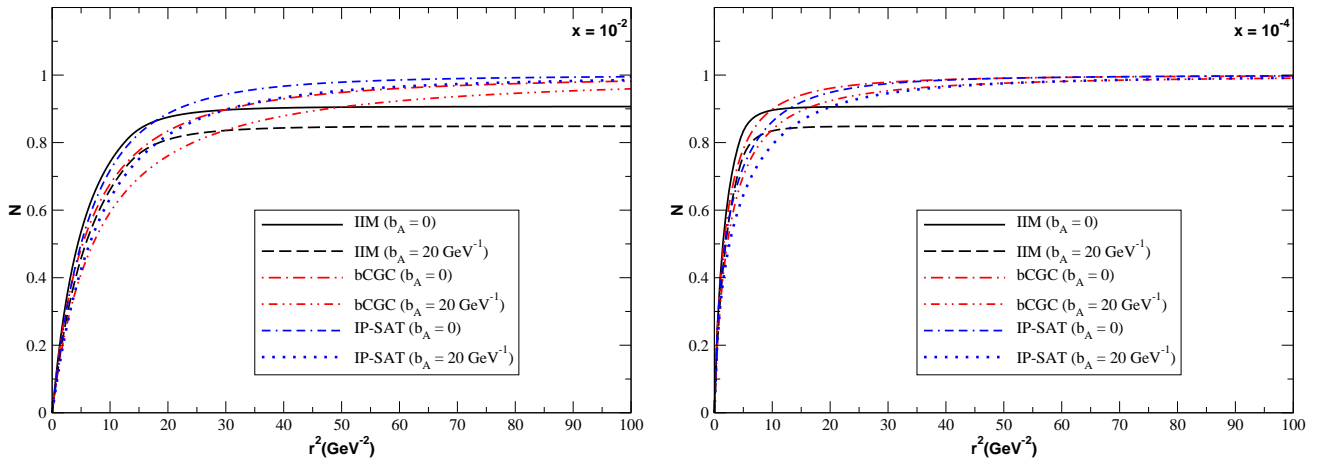 x = 10^-2
1
0.8
0.6
0.4
0.2
0
N
IIM (b_A = 0)
IIM (b_A = 20 GeV^-1)
bCGC (b_A = 0)
bCGC (b_A = 20 GeV^-1)
IP-SAT (b_A = 0)
IP-SAT (b_A = 20 GeV^-1)
0 10 20 30 40 50 60 70 80 90 100
r^2(GeV^-2)
x = 10^-4
1
0.8
0.6
0.4
0.2
0
N
IIM (b_A = 0)
IIM (b_A = 20 GeV^-1)
bCGC (b_A = 0)
bCGC (b_A = 20 GeV^-1)
IP-SAT (b_A = 0)
IP-SAT (b_A = 20 GeV^-1)
0 10 20 30 40 50 60 70 80 90 100
r^2(GeV^-2)